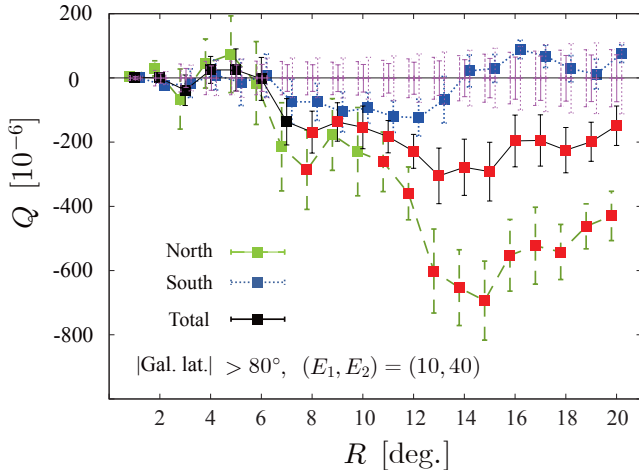 200
0
-200
-400
-600
-800
Q [10⁻⁶]
North
South
Total
|Gal. lat.| > 80°, (E₁, E₂) = (10, 40)
0 2 4 6 8 10 12 14 16 18 20
R [deg.]